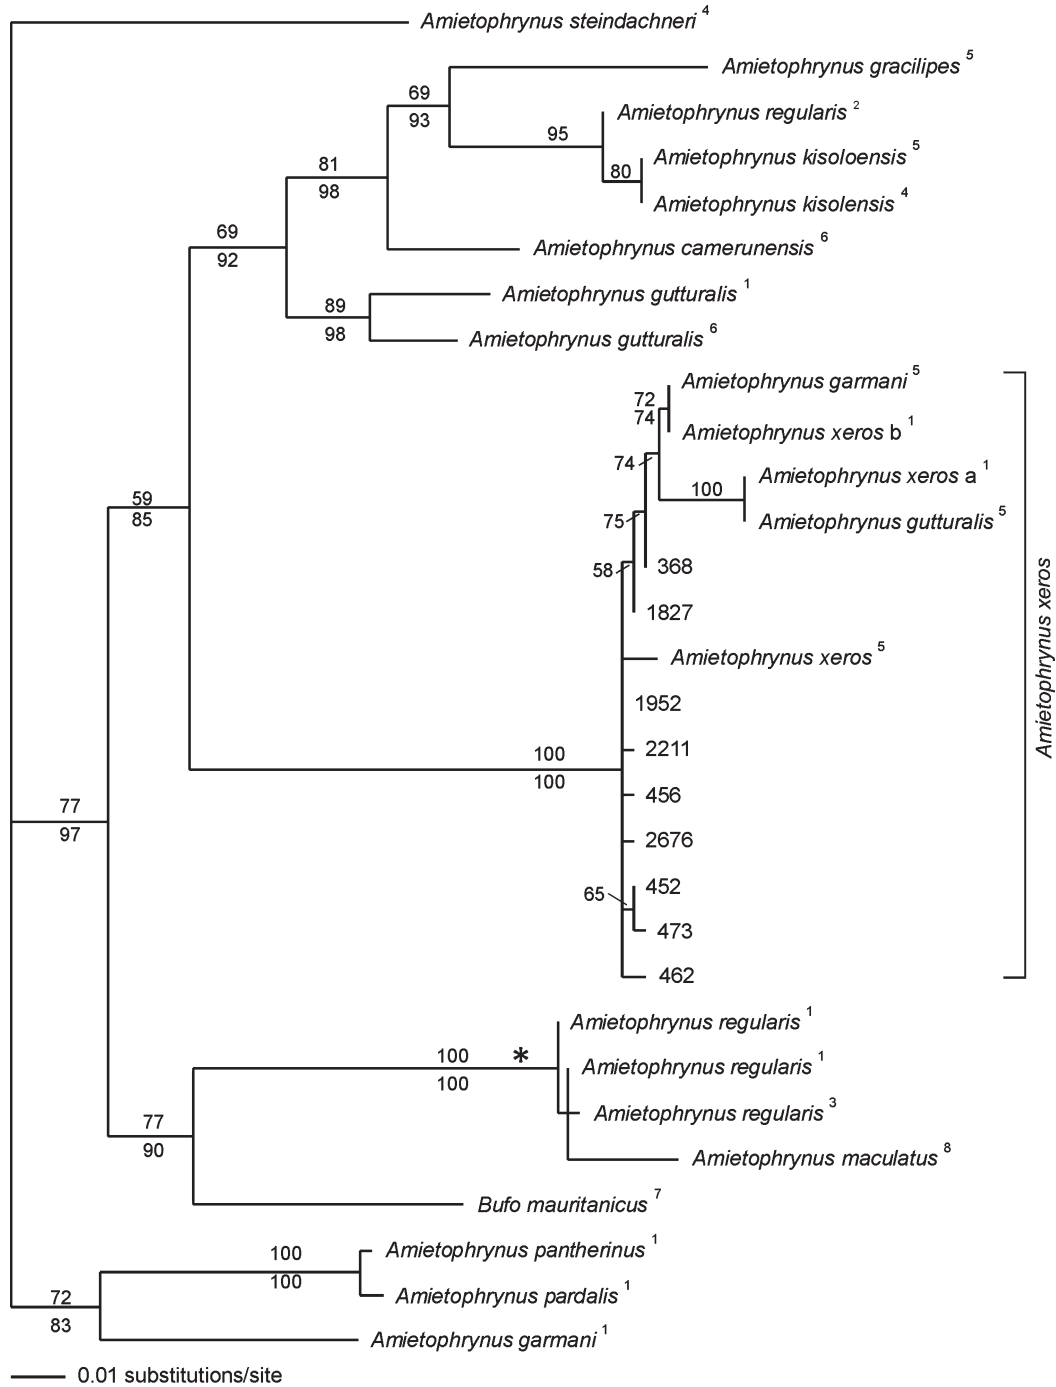 Amietophrynus steindachneri 4
Amietophrynus gracilipes 5
69
93
Amietophrynus regularis 2
95
Amietophrynus kisoloensis 5
80
Amietophrynus kisolensis 4
81
98
Amietophrynus camerunensis 6
69
92
Amietophrynus gutturalis 1
89
98
Amietophrynus gutturalis 6
Amietophrynus garmani 5
72
74
Amietophrynus xeros b 1
74
Amietophrynus xeros a 1
100
Amietophrynus gutturalis 5
75
368
58
1827
Amietophrynus xeros 5
1952
2211
456
2676
452
65
473
462
Amietophrynus xeros
59
85
100
100
77
97
Amietophrynus regularis 1
Amietophrynus regularis 1
100 *
100
Amietophrynus regularis 3
Amietophrynus maculatus 8
77
90
Bufo mauritanicus 7
Amietophrynus pantherinus 1
100
100
Amietophrynus pardalis 1
72
83
Amietophrynus garmani 1
0.01 substitutions/site